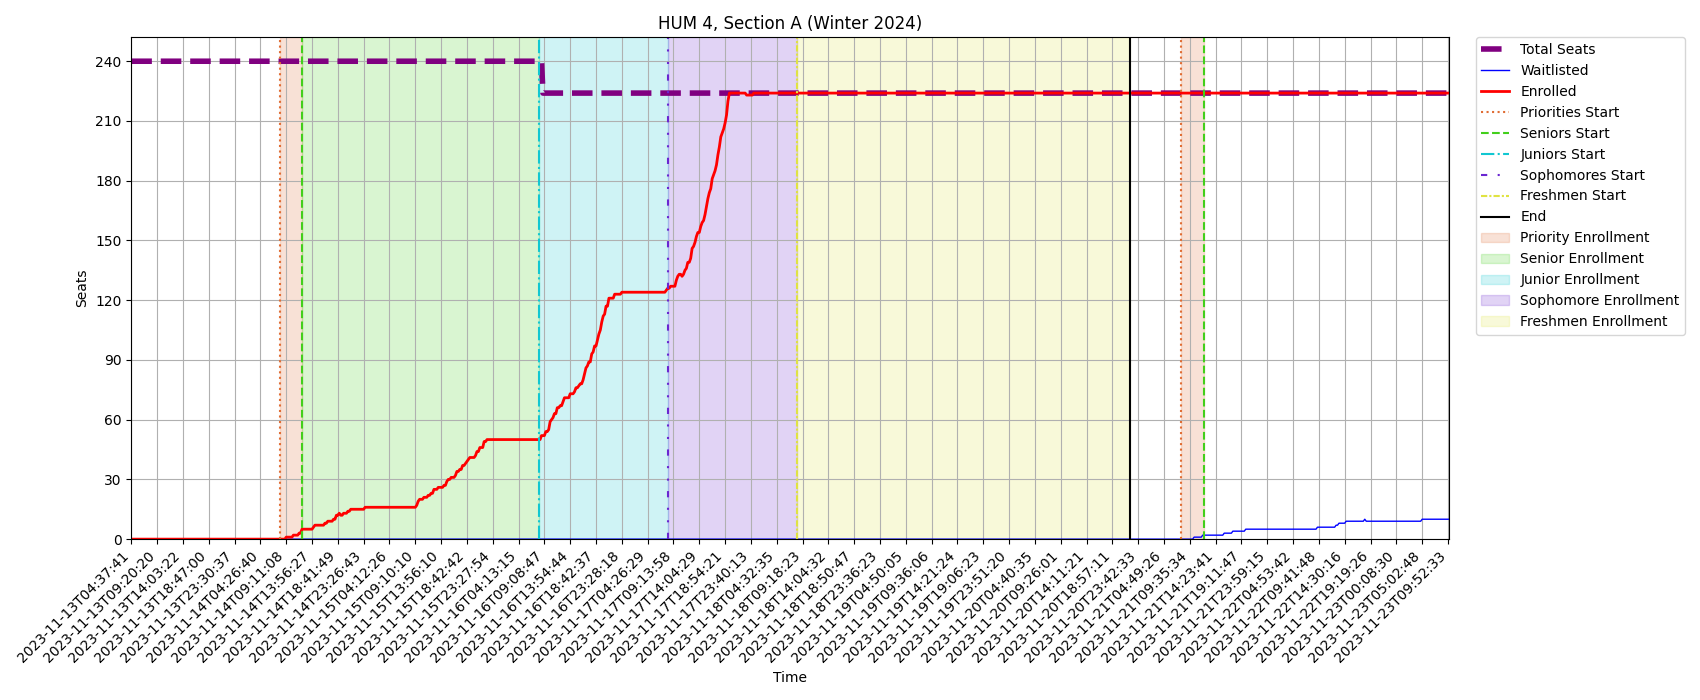 HUM 4, Section A (Winter 2024)
Seats
240
210
180
150
120
90
60
30
0
2023-11-13T04:37:41
2023-11-13T09:20:20
2023-11-13T14:03:22
2023-11-13T18:47:00
2023-11-13T23:30:37
2023-11-14T04:26:40
2023-11-14T09:11:08
2023-11-14T13:56:27
2023-11-14T18:41:49
2023-11-14T23:26:43
2023-11-15T04:12:26
2023-11-15T09:10:10
2023-11-15T13:56:10
2023-11-15T18:42:42
2023-11-15T23:27:54
2023-11-16T04:13:15
2023-11-16T09:08:47
2023-11-16T13:54:44
2023-11-16T18:42:37
2023-11-16T23:28:18
2023-11-17T04:26:29
2023-11-17T09:13:58
2023-11-17T14:04:29
2023-11-17T18:54:21
2023-11-17T23:40:13
2023-11-18T04:32:35
2023-11-18T09:18:23
2023-11-18T14:04:32
2023-11-18T18:50:47
2023-11-18T23:36:23
2023-11-19T04:50:05
2023-11-19T09:36:06
2023-11-19T14:21:24
2023-11-19T19:06:23
2023-11-19T23:51:20
2023-11-20T04:40:35
2023-11-20T09:26:01
2023-11-20T14:11:21
2023-11-20T18:57:11
2023-11-20T23:42:33
2023-11-21T04:49:26
2023-11-21T09:35:34
2023-11-21T14:23:41
2023-11-21T19:11:47
2023-11-21T23:59:15
2023-11-22T04:53:42
2023-11-22T09:41:48
2023-11-22T14:30:16
2023-11-22T19:19:26
2023-11-23T00:08:30
2023-11-23T05:02:48
2023-11-23T09:52:33
Time
Total Seats
Waitlisted
Enrolled
Priorities Start
Seniors Start
Juniors Start
Sophomores Start
Freshmen Start
End
Priority Enrollment
Senior Enrollment
Junior Enrollment
Sophomore Enrollment
Freshmen Enrollment